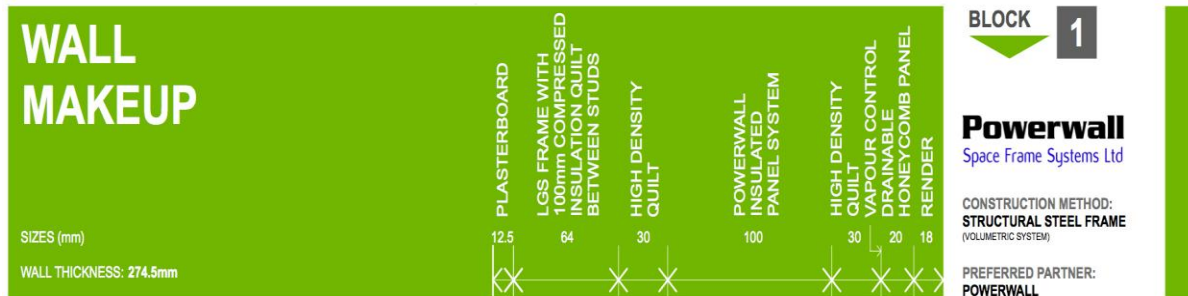 WALL
MAKEUP
SIZES (mm)
WALL THICKNESS: 274.5mm
PLASTERBOARD
LGS FRAME WITH
100mm COMPRESSED
INSULATION QUILT
BETWEEN STUDS
HIGH DENSITY
QUILT
POWERWALL
INSULATED
PANEL SYSTEM
HIGH DENSITY
QUILT
VAPOUR CONTROL
DRAINABLE
HONEYCOMB PANEL
RENDER
12.5 64 30 100 30 20 18
BLOCK 1
Powerwall
Space Frame Systems Ltd
CONSTRUCTION METHOD:
STRUCTURAL STEEL FRAME
(VOLUMETRIC SYSTEM)
PREFERRED PARTNER:
POWERWALL